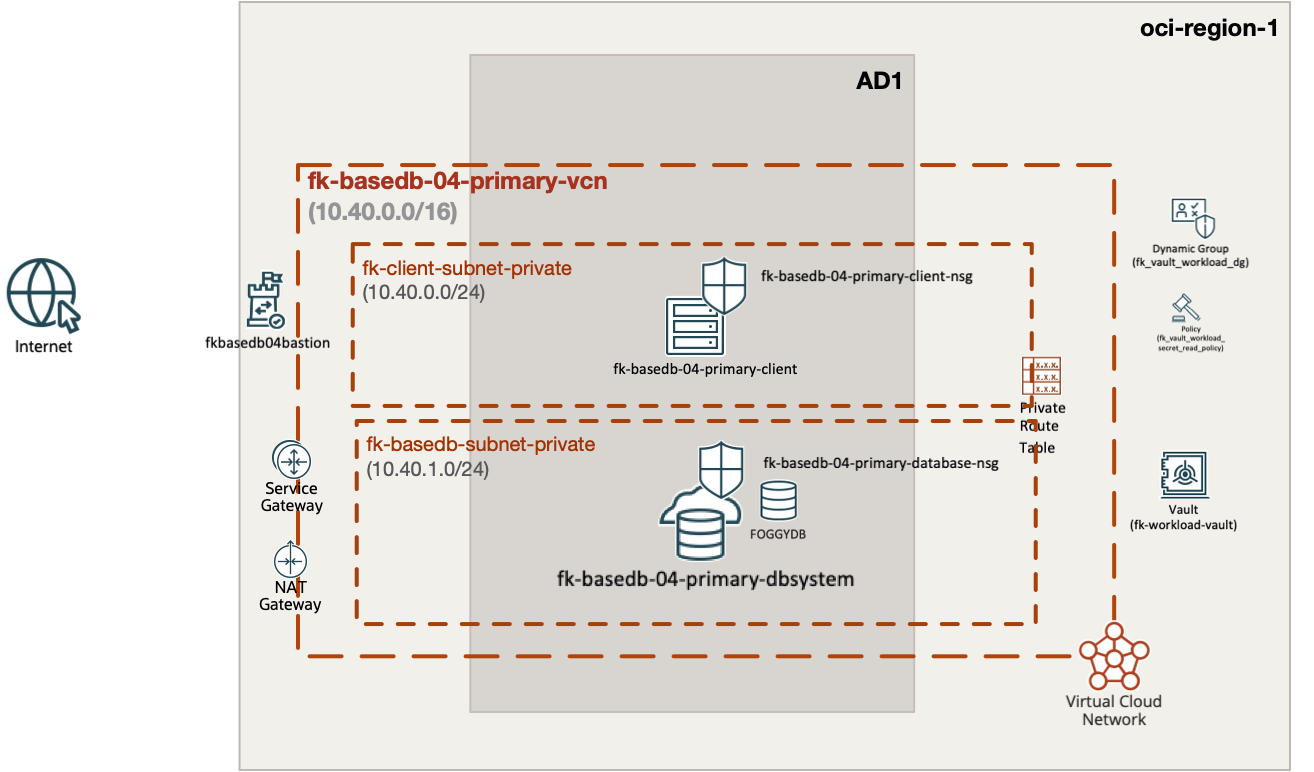 oci-region-1
AD1
fk-basedb-04-primary-vcn
(10.40.0.0/16)
fk-client-subnet-private
(10.40.0.0/24)
fk-basedb-04-primary-client-nsg
fk-basedb-04-primary-client
Internet
fkbasedb04bastion
Dynamic Group
(fk_vault_workload_dg)
Policy
(fk_vault_workload_
secret_read_policy)
X.X.X.
X.X.X.
X.X.X.
Private
Route
Table
fk-basedb-subnet-private
(10.40.1.0/24)
fk-basedb-04-primary-database-nsg
FOGGYDB
fk-basedb-04-primary-dbsystem
Service
Gateway
NAT
Gateway
Vault
(fk-workload-vault)
Virtual Cloud
Network